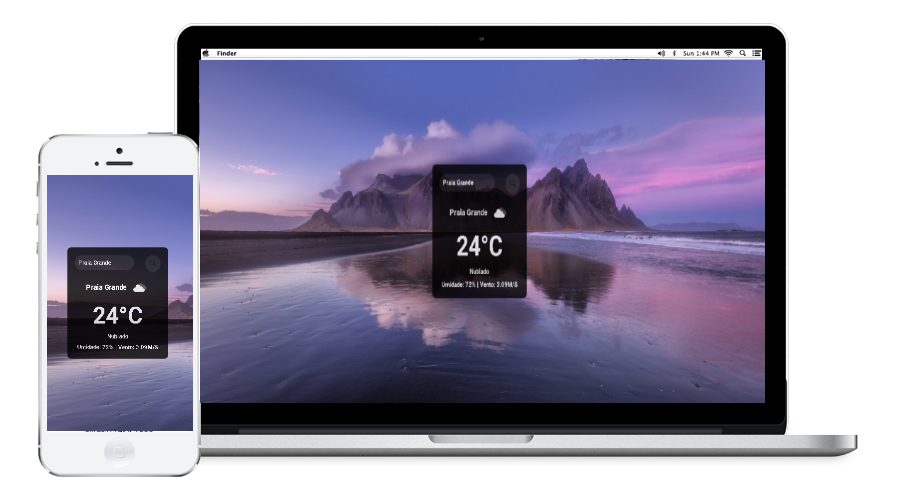 Finder
Sun 1:44 PM
Praia Grande
Praia Grande
24°C
Nublado
Umidade: 72% | Vento: 3.09M/S
Praia Grande
Praia Grande
24°C
Nublado
Umidade: 72% | Vento: 3.09M/S